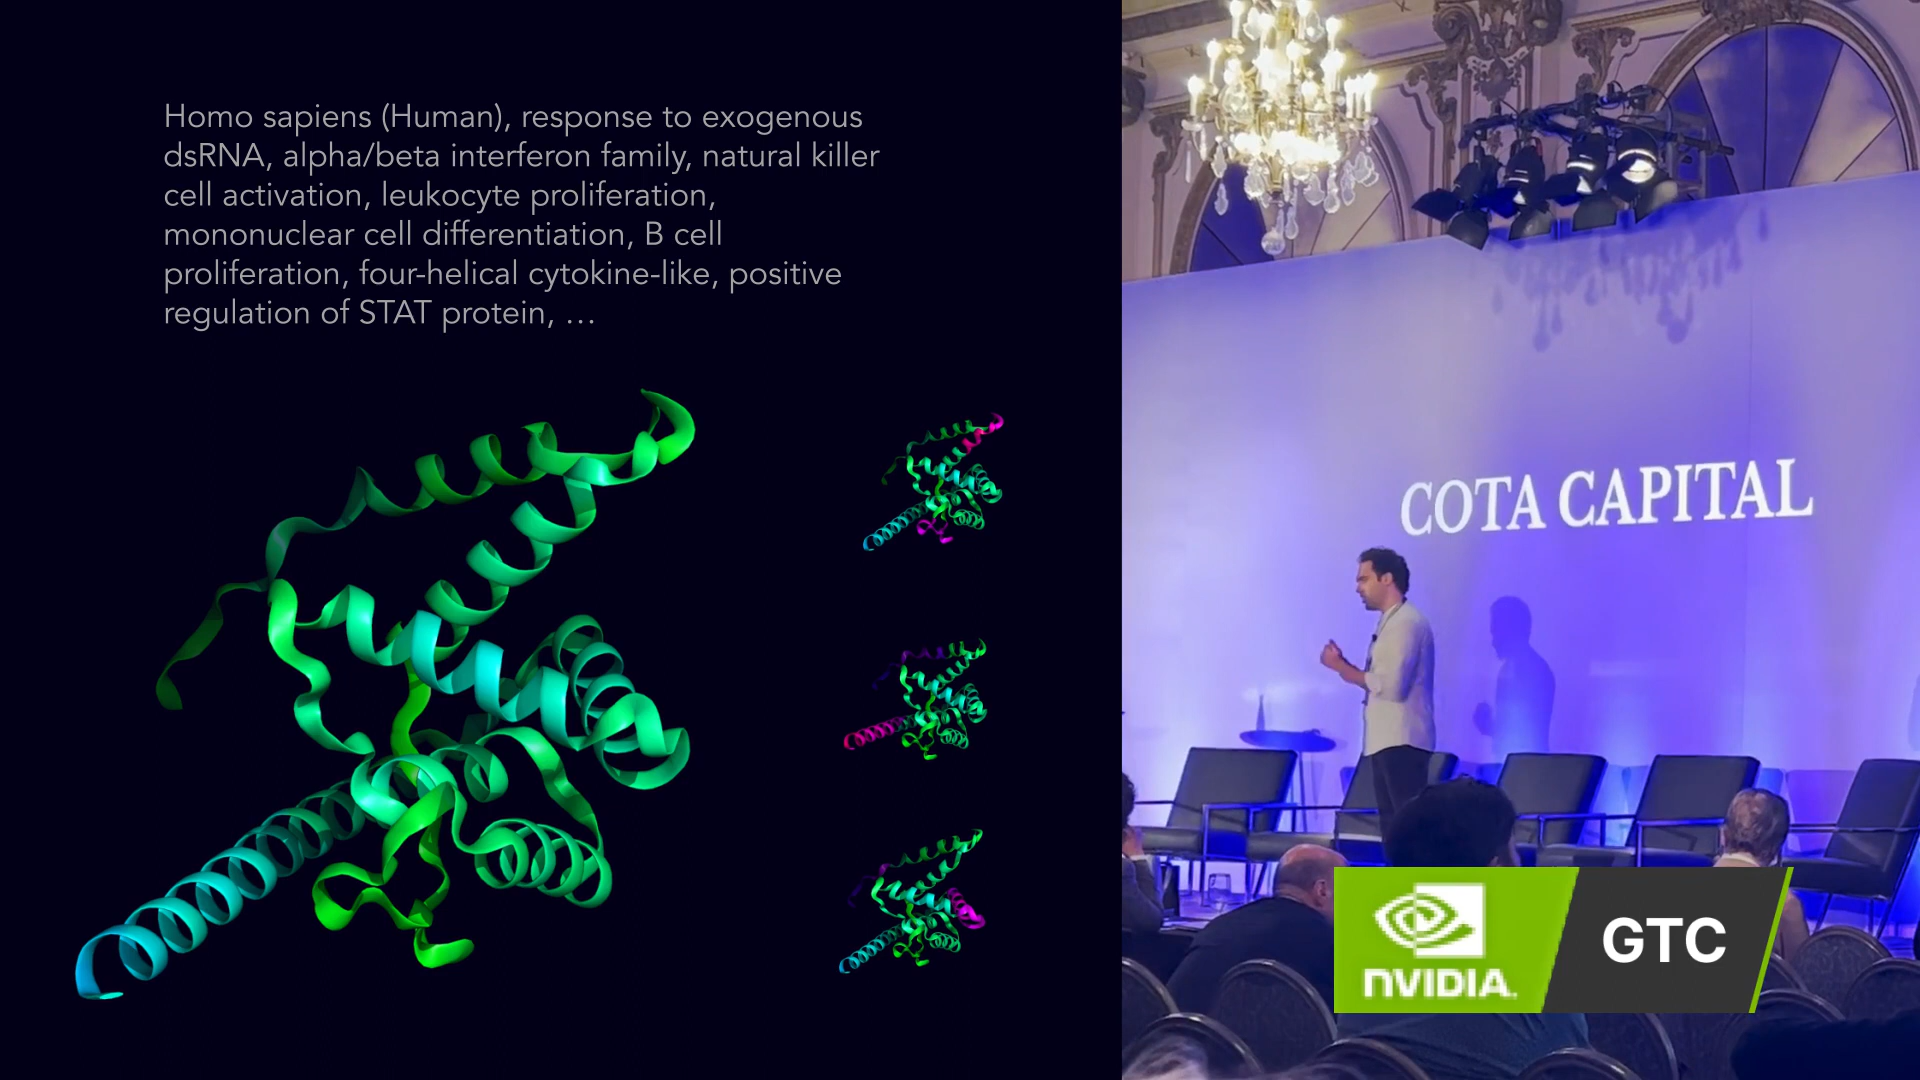 Homo sapiens (Human), response to exogenous
dsRNA, alpha/beta interferon family, natural killer
cell activation, leukocyte proliferation,
mononuclear cell differentiation, B cell
proliferation, four-helical cytokine-like, positive
regulation of STAT protein, …
COTA CAPITAL
NVIDIA.
GTC